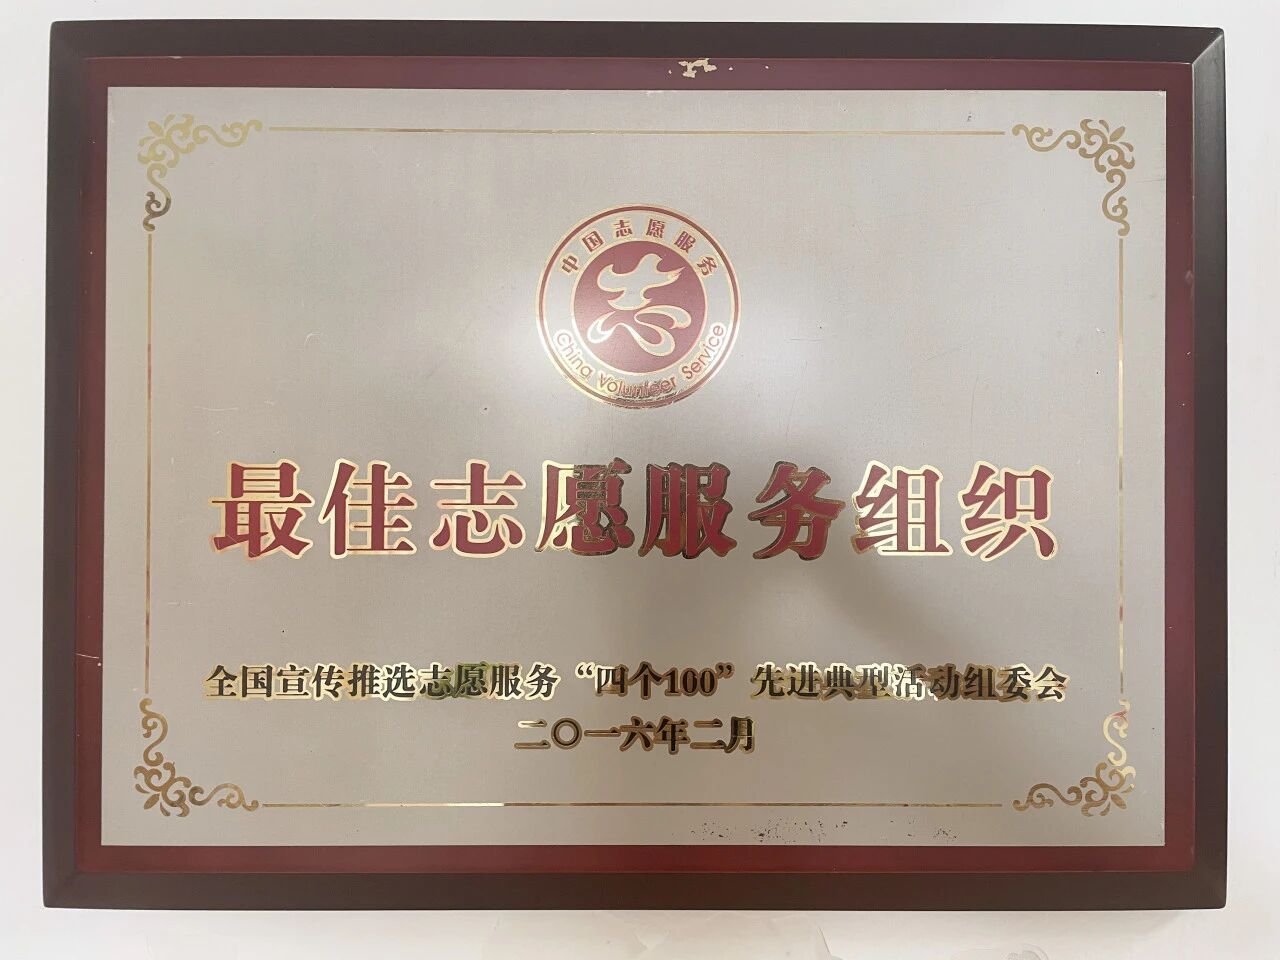 中国志愿服务
China Volunteer Service
最佳志愿服务组织
全国宣传推选志愿服务“四个100”先进典型活动组委会
二〇一六年二月